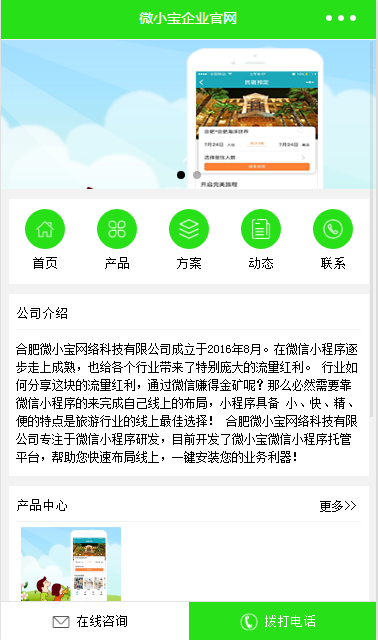 微小宝企业官网
民宿预定
合肥*合肥海洋世界
7月24日 入住
7月24日 离店
选择居住人数
开启完美旅程
首页 产品 方案 动态 联系
公司介绍
合肥微小宝网络科技有限公司成立于2016年8月。在微信小程序逐
步走上成熟，也给各个行业带来了特别庞大的流量红利。 行业如
何分享这块的流量红利，通过微信赚得金矿呢？那么必然需要靠
微信小程序的来完成自己线上的布局，小程序具备 小、快、精、
便的特点是旅游行业的线上最佳选择！ 合肥微小宝网络科技有限
公司专注于微信小程序研发，目前开发了微小宝微信小程序托管
平台，帮助您快速布局线上，一键安装您的业务利器！
产品中心 更多>>
在线咨询 拨打电话